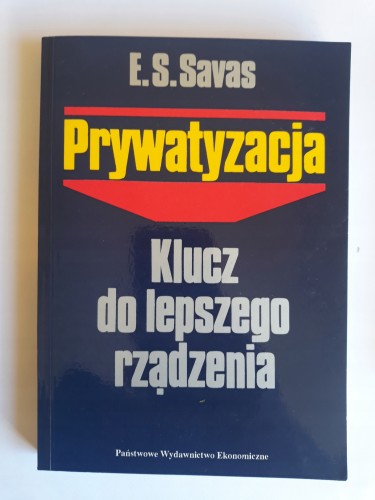 E.S.Savas
Prywatyzacja
Klucz
do lepszego
rządzenia
Państwowe Wydawnictwo Ekonomiczne